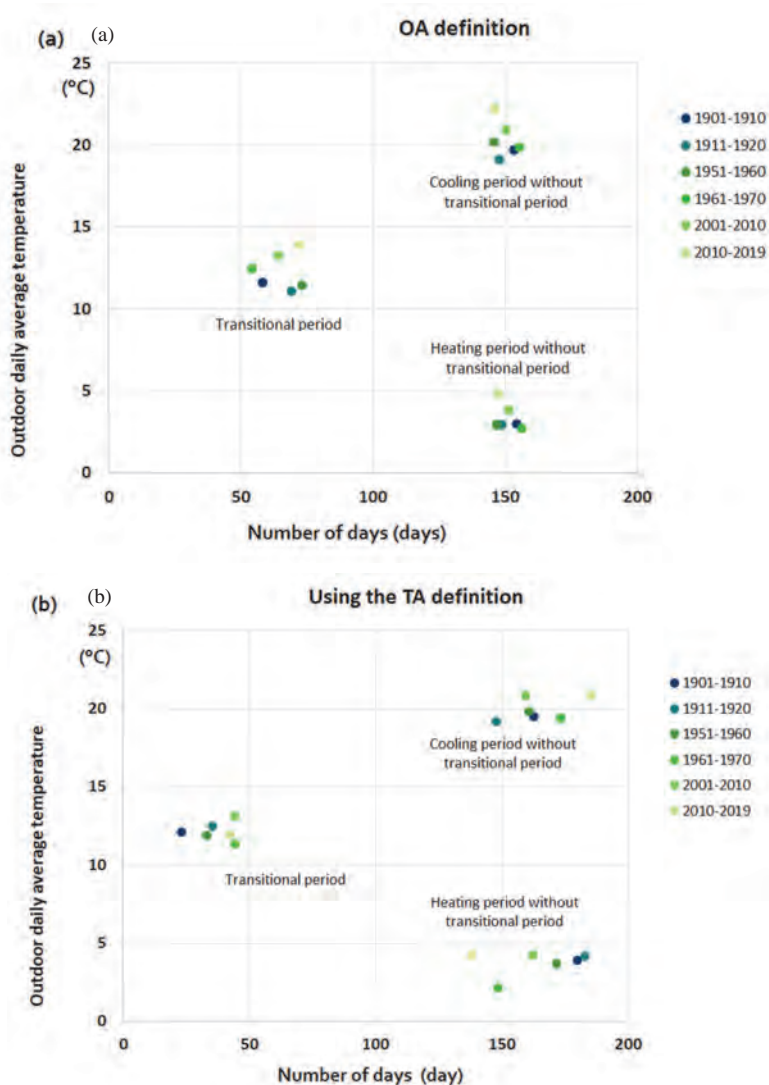 (a) (a) OA definition
25
(°C)
20
15
10
5
0
0 50 100 150 200
Outdoor daily average temperature
Number of days (days)
Cooling period without
transitional period
Transitional period
Heating period without
transitional period
1901-1910
1911-1920
1951-1960
1961-1970
2001-2010
2010-2019
(b) (b) Using the TA definition
25
(°C)
20
15
10
5
0
0 50 100 150 200
Outdoor daily average temperature
Number of days (day)
Cooling period without
transitional period
Transitional period
Heating period without
transitional period
1901-1910
1911-1920
1951-1960
1961-1970
2001-2010
2010-2019